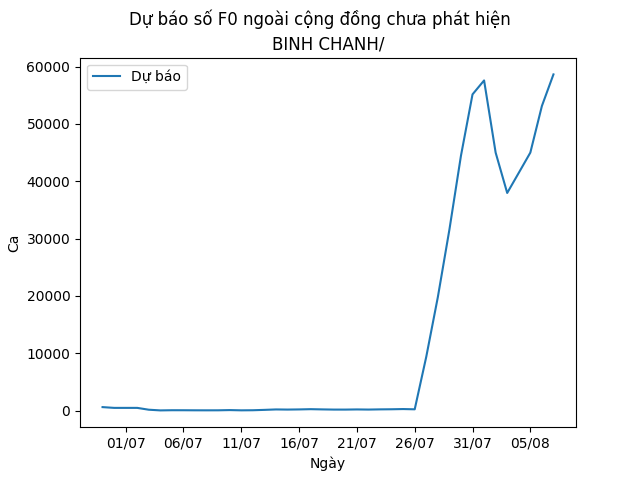 Dự báo số F0 ngoài cộng đồng chưa phát hiện
BINH CHANH/
Dự báo
60000
50000
40000
30000
20000
10000
0
Ca
01/07 06/07 11/07 16/07 21/07 26/07 31/07 05/08
Ngày